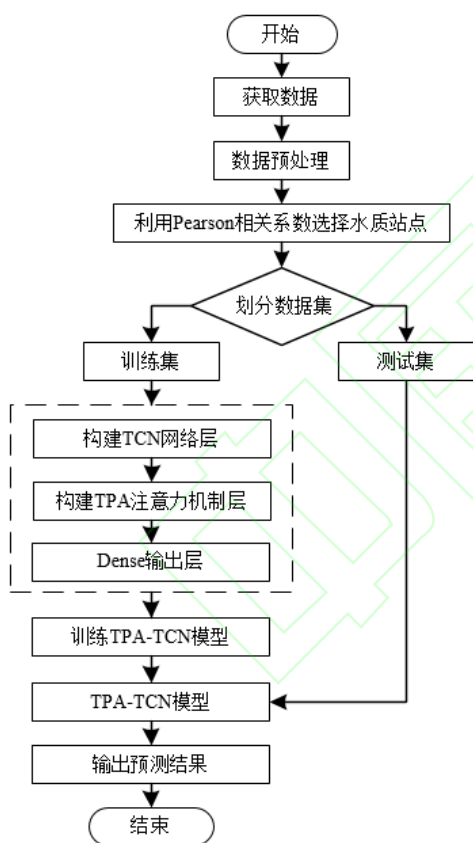 开始
获取数据
数据预处理
利用Pearson相关系数选择水质站点
划分数据集
训练集
测试集
构建TCN网络层
构建TPA注意力机制层
Dense输出层
训练TPA-TCN模型
TPA-TCN模型
输出预测结果
结束